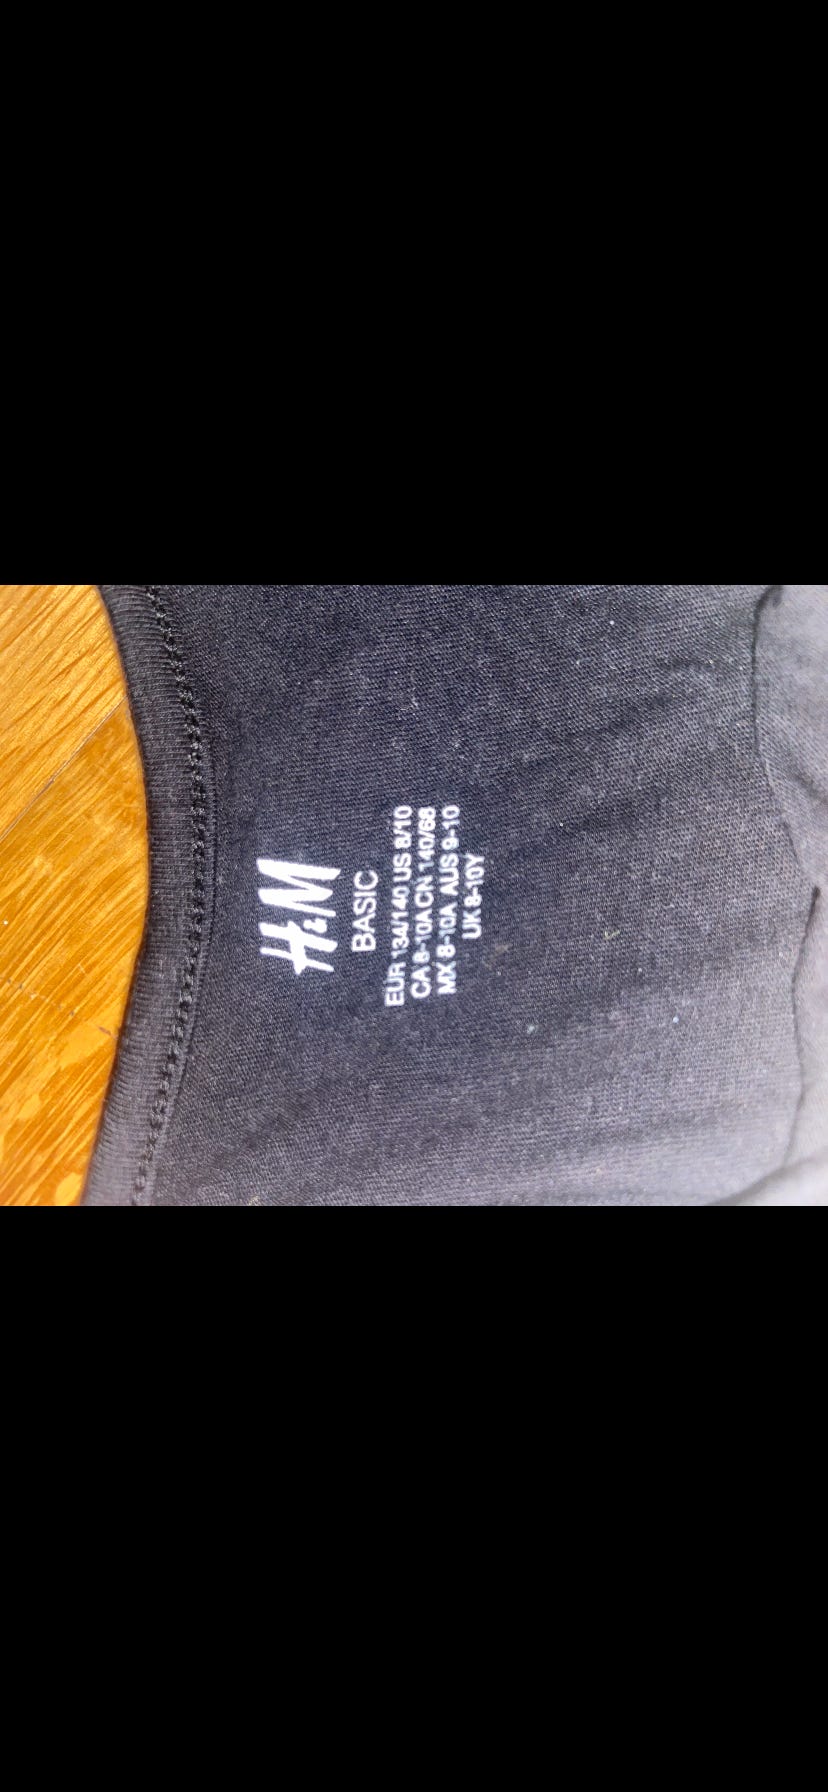 H&M
BASIC
EUR 134/140 US 8/10
CA 8-10A CN 140/68
MX 8-10A AUS 9-10
UK 8-10Y